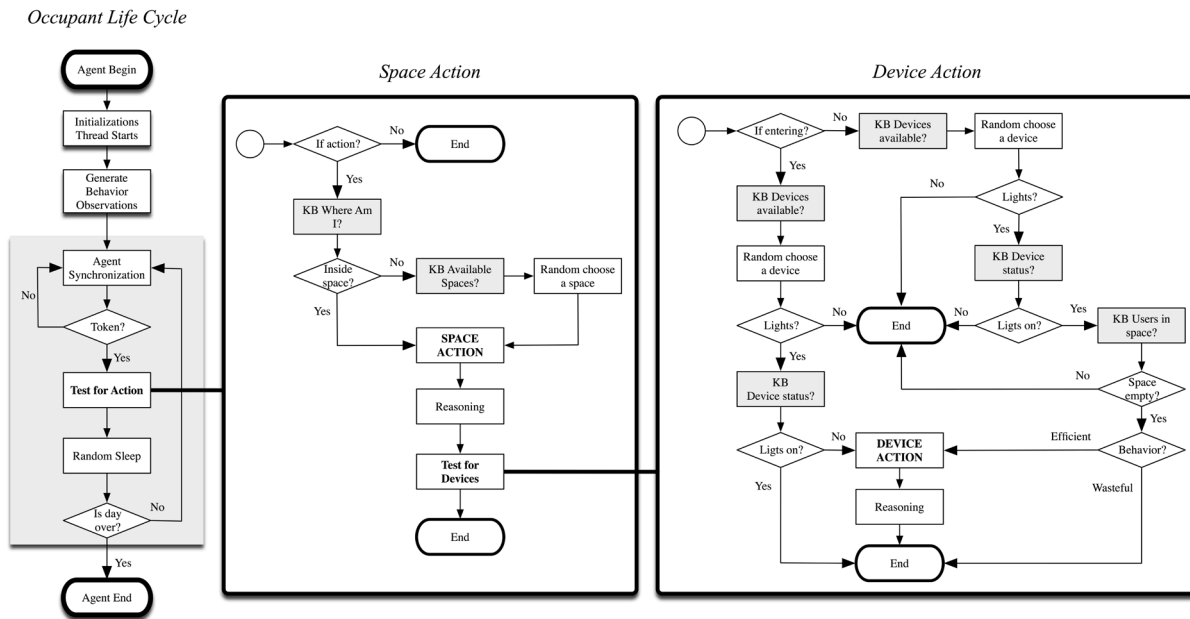 Occupant Life Cycle
Agent Begin
Initializations
Thread Starts
Generate
Behavior
Observations
Agent
Synchronization
No
Token?
Yes
Test for Action
Random Sleep
Is day
over?
No
Yes
Agent End
Space Action
If action?
No
End
Yes
KB Where Am
I?
Inside
space?
No
KB Available
Spaces?
Random choose
a space
Yes
SPACE
ACTION
Reasoning
Test for
Devices
End
Device Action
If entering?
No
KB Devices
available?
Random choose
a device
Yes
No
Lights?
KB Devices
available?
Yes
Random choose
a device
KB Device
status?
Lights?
No
End
No
Ligts on?
Yes
KB Users in
space?
Yes
KB
Device status?
No
Space
empty?
Yes
Ligts on?
No
DEVICE
ACTION
Efficient
Behavior?
Yes
Wasteful
Reasoning
End